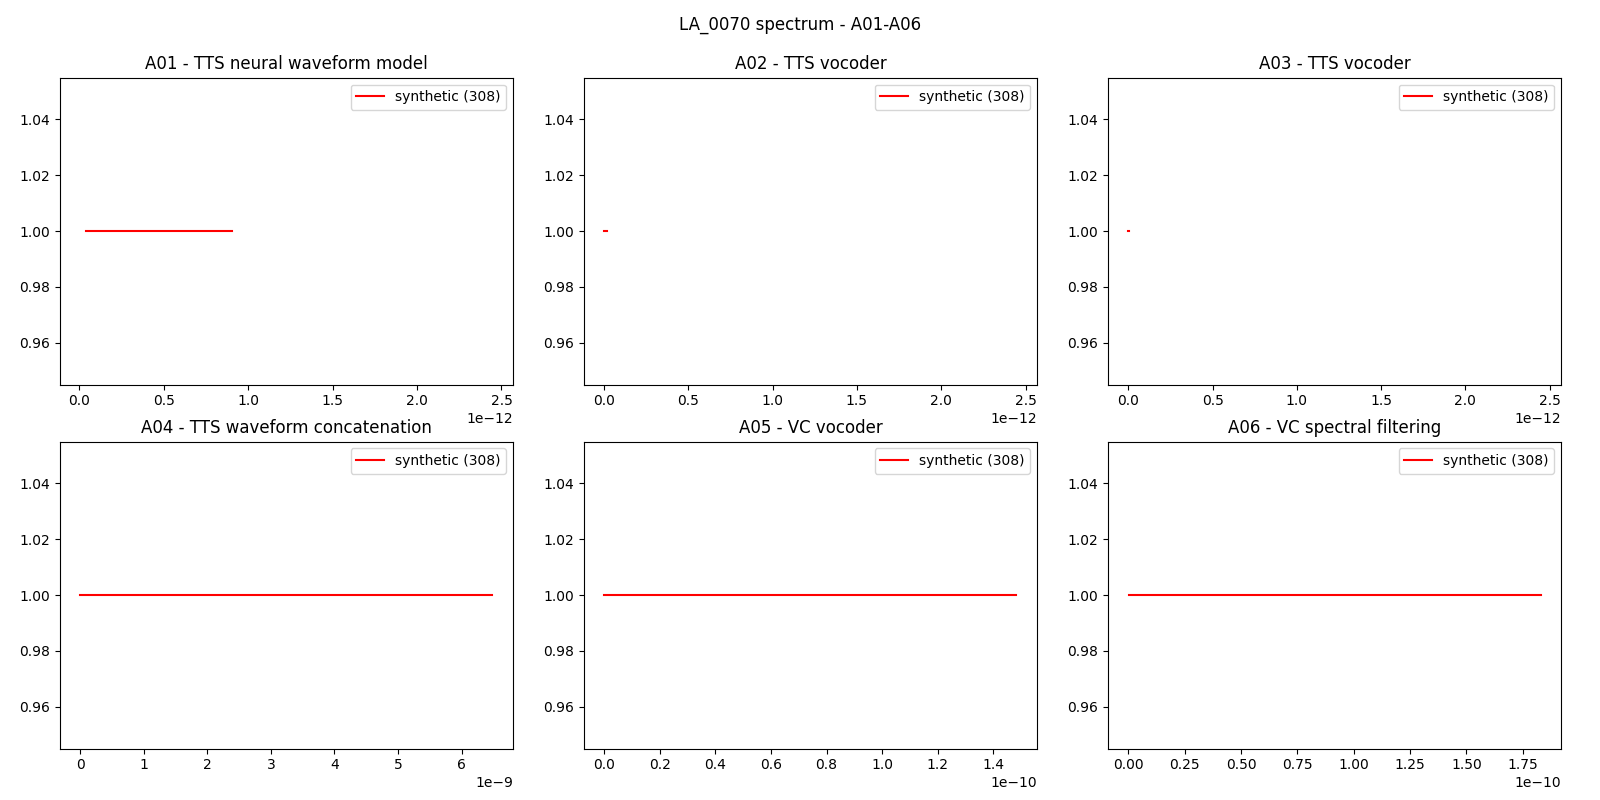 LA_0070 spectrum - A01-A06
A01 - TTS neural waveform model
synthetic (308)
1.04
1.02
1.00
0.98
0.96
0.0 0.5 1.0 1.5 2.0 2.5
1e−12
A02 - TTS vocoder
synthetic (308)
1.04
1.02
1.00
0.98
0.96
0.0 0.5 1.0 1.5 2.0 2.5
1e−12
A03 - TTS vocoder
synthetic (308)
1.04
1.02
1.00
0.98
0.96
0.0 0.5 1.0 1.5 2.0 2.5
1e−12
A04 - TTS waveform concatenation
synthetic (308)
1.04
1.02
1.00
0.98
0.96
0 1 2 3 4 5 6
1e−9
A05 - VC vocoder
synthetic (308)
1.04
1.02
1.00
0.98
0.96
0.0 0.2 0.4 0.6 0.8 1.0 1.2 1.4
1e−10
A06 - VC spectral filtering
synthetic (308)
1.04
1.02
1.00
0.98
0.96
0.00 0.25 0.50 0.75 1.00 1.25 1.50 1.75
1e−10